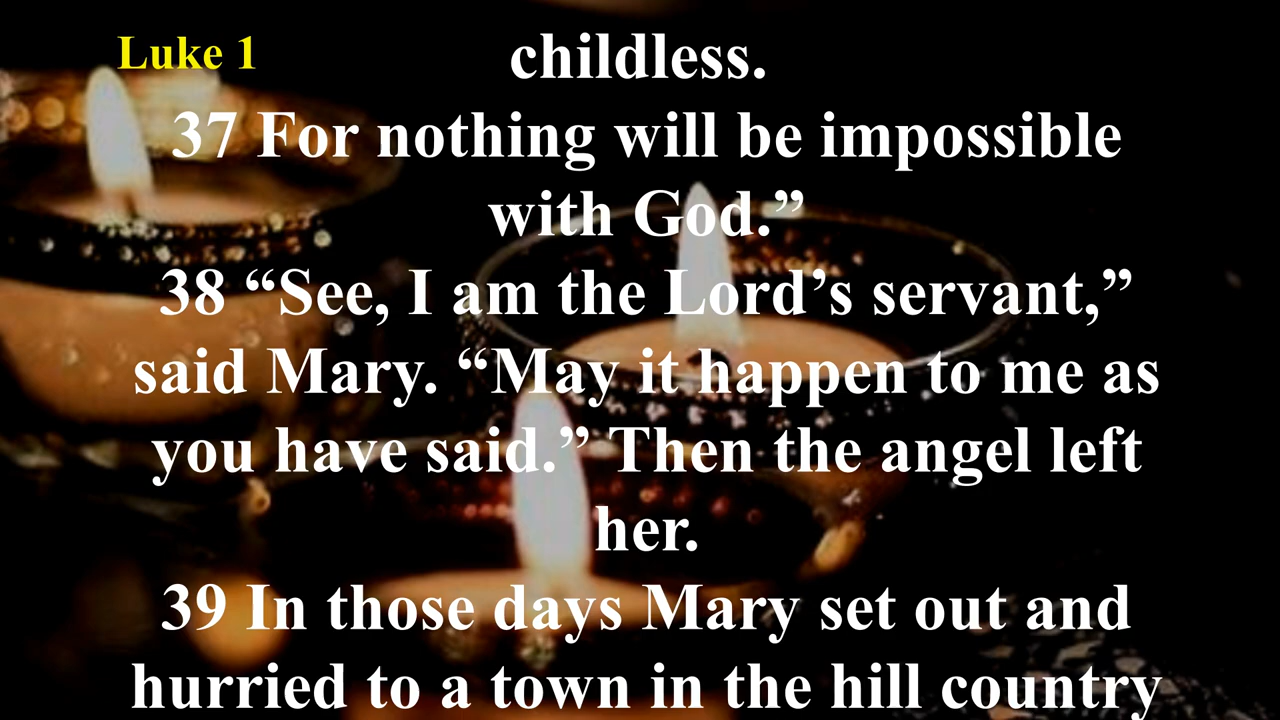 Luke 1
childless.
37 For nothing will be impossible
with God.”
38 “See, I am the Lord’s servant,”
said Mary. “May it happen to me as
you have said.” Then the angel left
her.
39 In those days Mary set out and
hurried to a town in the hill country